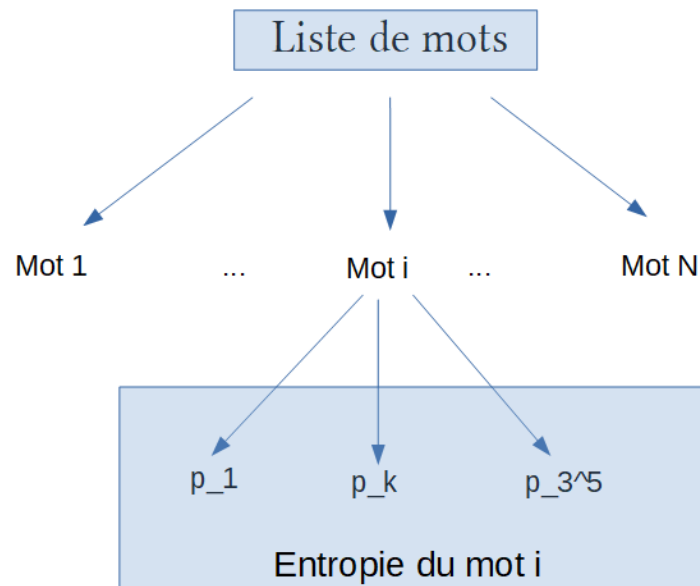 Liste de mots
Mot 1 ... Mot i ... Mot N
p_1 p_k p_3^5
Entropie du mot i